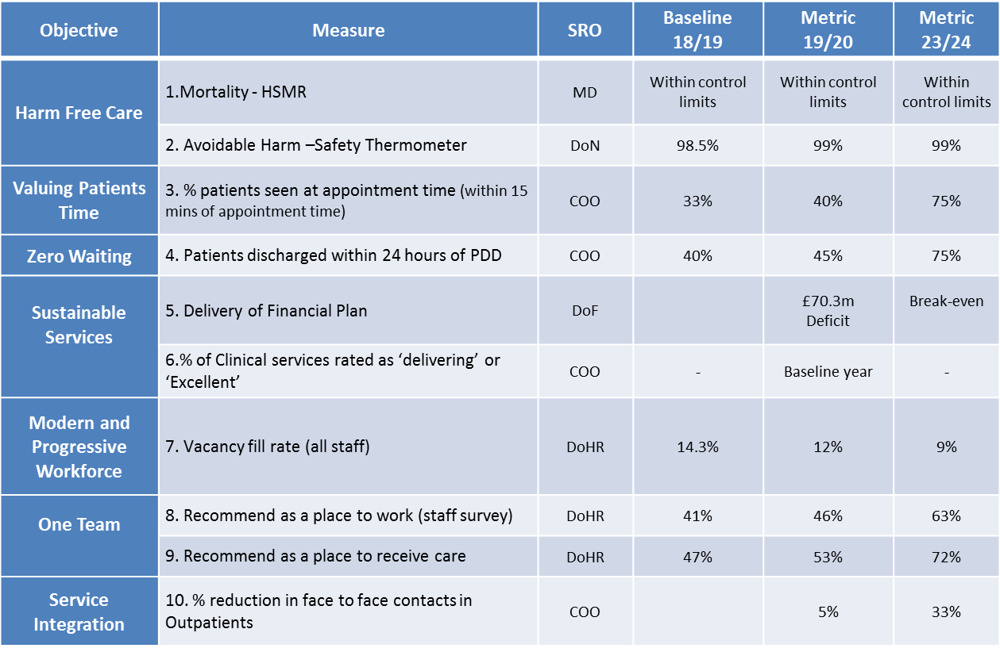 Objective Measure SRO Baseline 18/19 Metric 19/20 Metric 23/24
Harm Free Care
1.Mortality - HSMR MD Within control limits Within control limits Within control limits
2. Avoidable Harm –Safety Thermometer DoN 98.5% 99% 99%
Valuing Patients Time
3. % patients seen at appointment time (within 15 mins of appointment time) COO 33% 40% 75%
Zero Waiting
4. Patients discharged within 24 hours of PDD COO 40% 45% 75%
Sustainable Services
5. Delivery of Financial Plan DoF £70.3m Deficit Break-even
6.% of Clinical services rated as ‘delivering’ or ‘Excellent’ COO - Baseline year -
Modern and Progressive Workforce
7. Vacancy fill rate (all staff) DoHR 14.3% 12% 9%
One Team
8. Recommend as a place to work (staff survey) DoHR 41% 46% 63%
9. Recommend as a place to receive care DoHR 47% 53% 72%
Service Integration
10. % reduction in face to face contacts in Outpatients COO 5% 33%